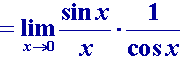 = lim x→0 sin x / x · 1 / cos x